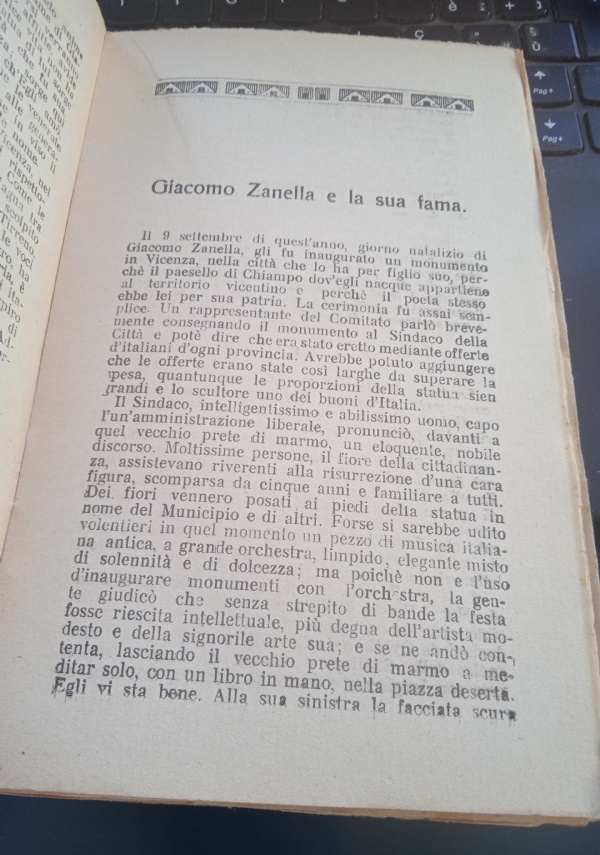 Giacomo Zanella e la sua fama.
Il 9 settembre di quest'anno, giorno natalizio di
Giacomo Zanella, gli fu inaugurato un monumento
in Vicenza, nella città che lo ha per figlio suo, per-
chè il paesello di Chiampo dov'egli nacque appartiene
al territorio vicentino e perchè il poeta stesso
ebbe lei per sua patria. La cerimonia fu assai sem-
plice. Un rappresentante del Comitato parlò breve-
mente consegnando il monumento al Sindaco della
Città e potè dire che era stato eretto mediante offerte
d'italiani d'ogni provincia. Avrebbe potuto aggiungere
che le offerte erano state così larghe da superare la
spesa, quantunque le proporzioni della statua sien
grandi e lo scultore uno dei buoni d'Italia.
Il Sindaco, intelligentissimo e abilissimo uomo, capo
l'un'amministrazione liberale, pronunciò, davanti a
quel vecchio prete di marmo, un eloquente, nobile
discorso. Moltissime persone, il fiore della cittadinan-
za, assistevano riverenti alla risurrezione d'una cara
figura, scomparsa da cinque anni e familiare a tutti.
Dei fiori vennero posati ai piedi della statua in
nome del Municipio e di altri. Forse si sarebbe udito
volentieri in quel momento un pezzo di musica italia-
na antica, a grande orchestra, limpido, elegante misto
di solennità e di dolcezza; ma poichè non è l'uso
d'inaugurare monumenti con l'orchestra, la gen-
te giudicò che senza strepito di bande la festa
fosse riescita intellettuale, più degna dell'artista mo-
desto e della signorile arte sua; e se ne andò con-
tenta, lasciando il vecchio prete di marmo a me-
ditar solo, con un libro in mano, nella piazza deserta.
Egli vi sta bene. Alla sua sinistra la facciata scura
Pag
Pag